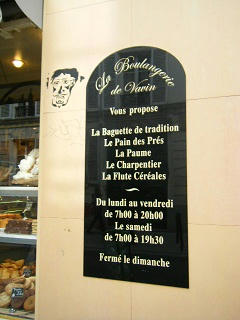 La Boulangerie
de Vavin
Vous propose
La Baguette de tradition
Le Pain des Prés
La Paume
Le Charpentier
La Flute Céréales
Du lundi au vendredi
de 7h00 à 20h00
Le samedi
de 7h00 à 19h30
Fermé le dimanche